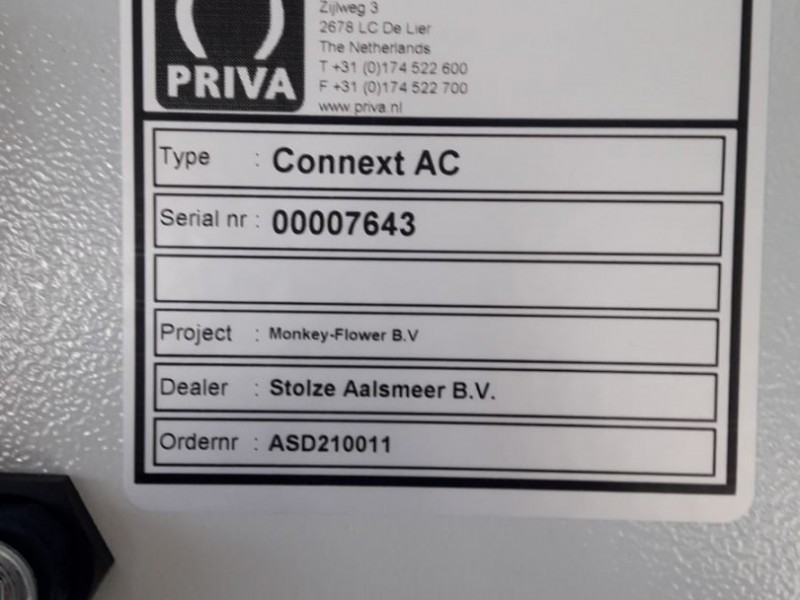 PRIVA
Zijlweg 3
2678 LC De Lier
The Netherlands
T +31 (0)174 522 600
F +31 (0)174 522 700
www.priva.nl
Type : Connext AC
Serial nr : 00007643
Project : Monkey-Flower B.V
Dealer : Stolze Aalsmeer B.V.
Ordernr : ASD210011